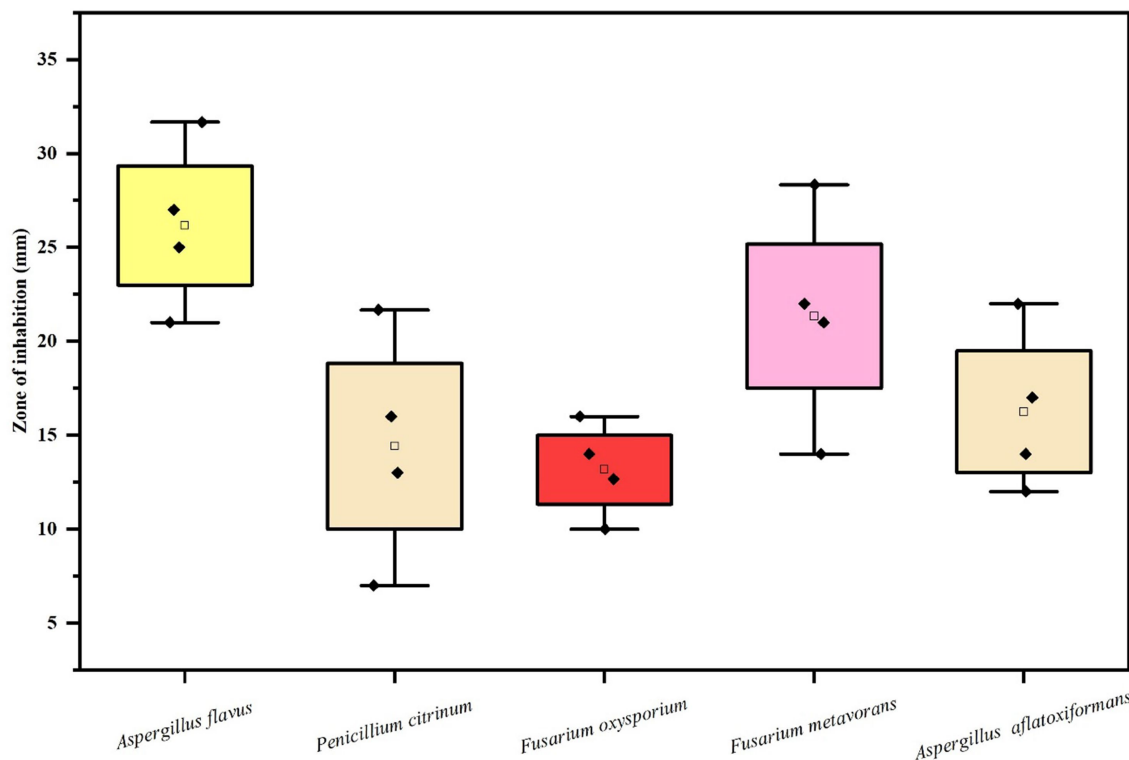 35
30
25
20
15
10
5
Zone of inhabition (mm)
Aspergillus flavus
Penicillium citrinum
Fusarium oxysporium
Fusarium metavorans
Aspergillus aflatoxiformans